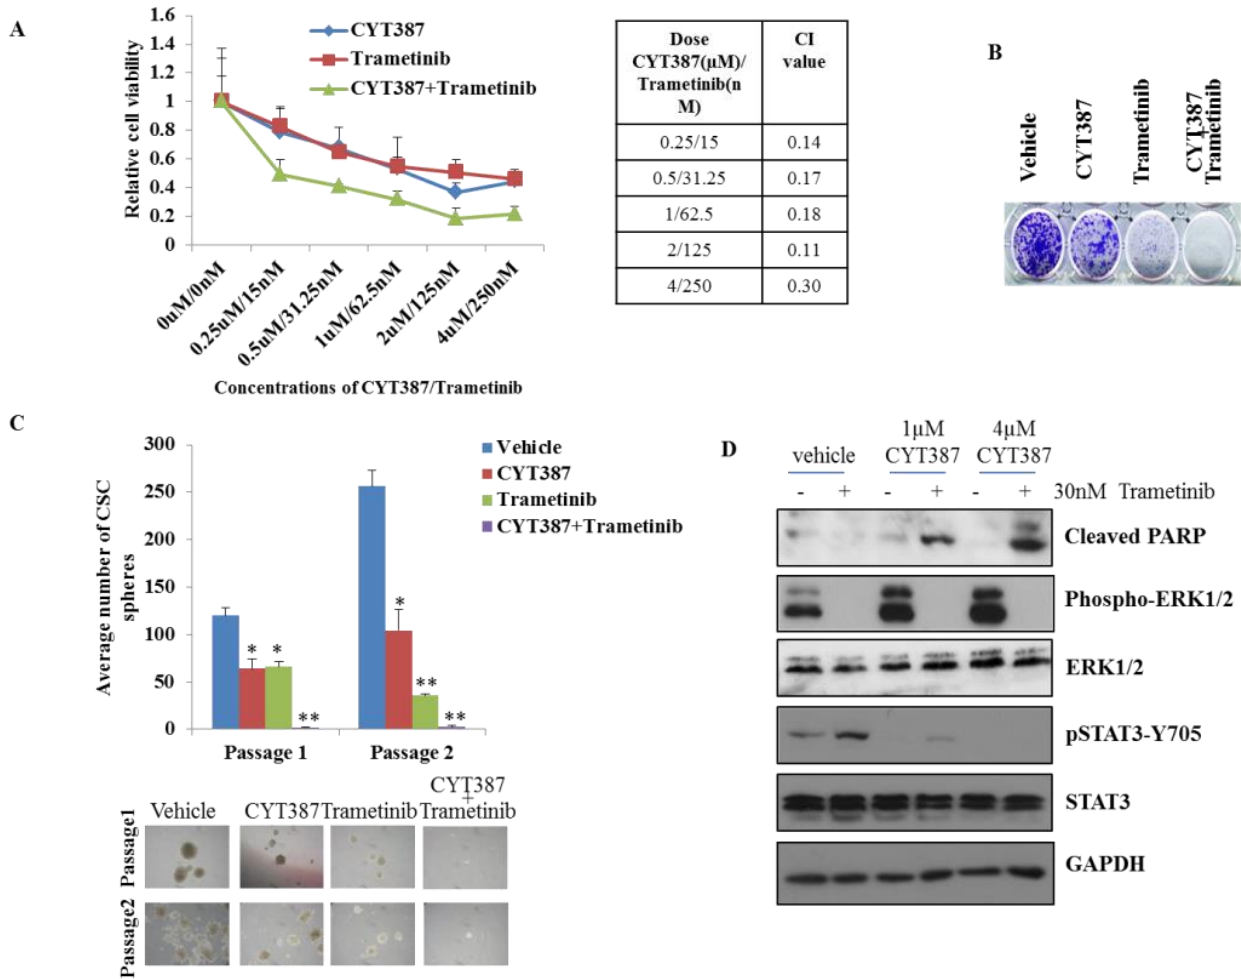 A
1.6
1.4
1.2
1
0.8
0.6
0.4
0.2
0
Relative cell viability
CYT387
Trametinib
CYT387+Trametinib
0uM/0nM
0.25uM/15nM
0.5uM/31.25nM
1uM/62.5nM
2uM/125nM
4uM/250nM
Concentrations of CYT387/Trametinib
Dose
CYT387(μM)/
Trametinib(n
M)
CI
value
0.25/15 0.14
0.5/31.25 0.17
1/62.5 0.18
2/125 0.11
4/250 0.30
B
Vehicle
CYT387
Trametinib
CYT387
+
Trametinib
C
300
250
200
150
100
50
0
Average number of CSC
spheres
Vehicle
CYT387
Trametinib
CYT387+Trametinib
* * ** * ** **
Passage 1 Passage 2
Vehicle CYT387 Trametinib CYT387
+
Trametinib
Passage1
Passage2
D
vehicle 1μM
CYT387 4μM
CYT387
- + - + - + 30nM Trametinib
Cleaved PARP
Phospho-ERK1/2
ERK1/2
pSTAT3-Y705
STAT3
GAPDH